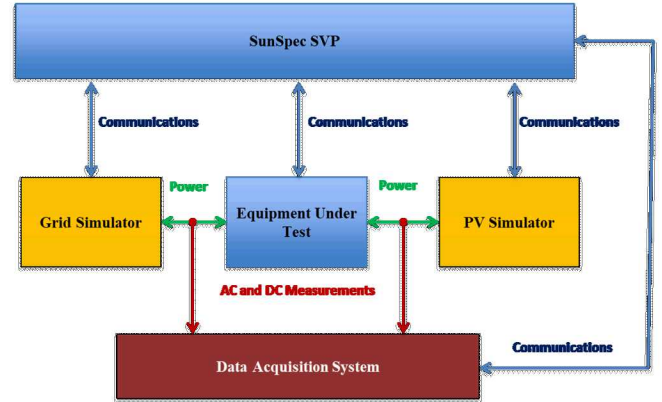 SunSpec SVP
Communications
Communications
Communications
Power
Power
Grid Simulator
Equipment Under
Test
PV Simulator
AC and DC Measurements
Communications
Data Acquisition System